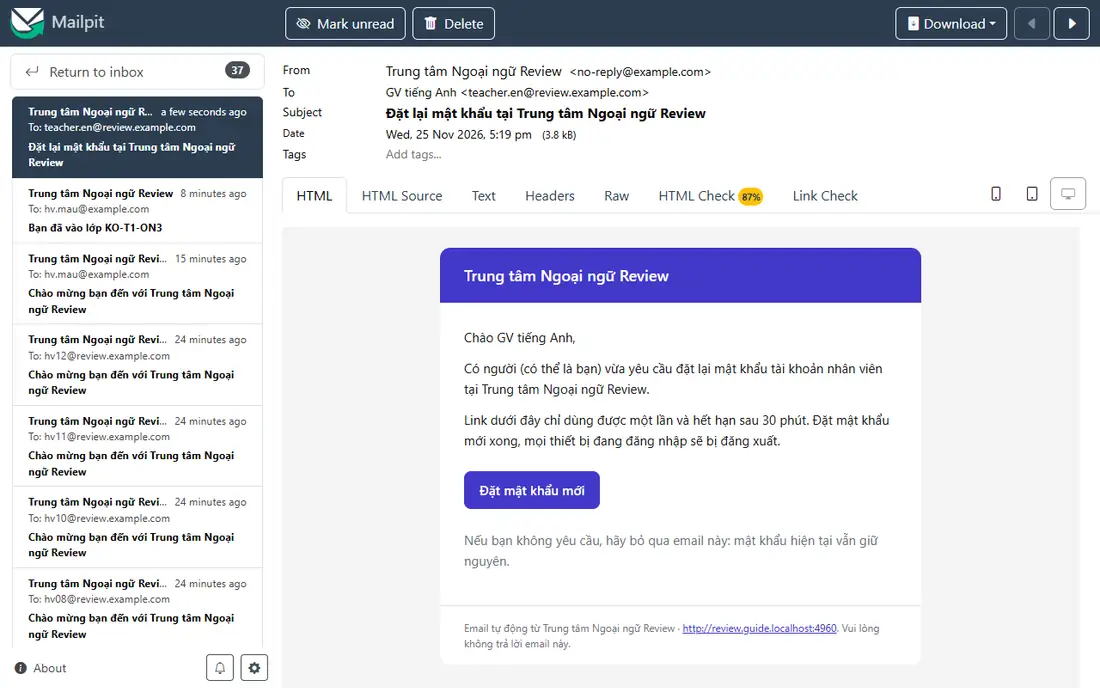 Mailpit
Mark unread
Delete
Download
Return to inbox
37
Trung tâm Ngoại ngữ R... a few seconds ago
To: teacher.en@review.example.com
Đặt lại mật khẩu tại Trung tâm Ngoại ngữ
Review
Trung tâm Ngoại ngữ Review 8 minutes ago
To: hv.mau@example.com
Bạn đã vào lớp KO-T1-ON3
Trung tâm Ngoại ngữ Revi... 15 minutes ago
To: hv.mau@example.com
Chào mừng bạn đến với Trung tâm Ngoại
ngữ Review
Trung tâm Ngoại ngữ Revi... 24 minutes ago
To: hv12@review.example.com
Chào mừng bạn đến với Trung tâm Ngoại
ngữ Review
Trung tâm Ngoại ngữ Revi... 24 minutes ago
To: hv11@review.example.com
Chào mừng bạn đến với Trung tâm Ngoại
ngữ Review
Trung tâm Ngoại ngữ Revi... 24 minutes ago
To: hv10@review.example.com
Chào mừng bạn đến với Trung tâm Ngoại
ngữ Review
Trung tâm Ngoại ngữ Revi... 24 minutes ago
To: hv08@review.example.com
Chào mừng bạn đến với Trung tâm Ngoại
ngữ Review
About
From Trung tâm Ngoại ngữ Review <no-reply@example.com>
To GV tiếng Anh <teacher.en@review.example.com>
Subject Đặt lại mật khẩu tại Trung tâm Ngoại ngữ Review
Date Wed, 25 Nov 2026, 5:19 pm (3.8 kB)
Tags Add tags...
HTML HTML Source Text Headers Raw HTML Check 87% Link Check
Trung tâm Ngoại ngữ Review
Chào GV tiếng Anh,
Có người (có thể là bạn) vừa yêu cầu đặt lại mật khẩu tài khoản nhân viên
tại Trung tâm Ngoại ngữ Review.
Link dưới đây chỉ dùng được một lần và hết hạn sau 30 phút. Đặt mật khẩu
mới xong, mọi thiết bị đang đăng nhập sẽ bị đăng xuất.
Đặt mật khẩu mới
Nếu bạn không yêu cầu, hãy bỏ qua email này: mật khẩu hiện tại vẫn giữ
nguyên.
Email tự động từ Trung tâm Ngoại ngữ Review · http://review.guide.localhost:4960. Vui lòng
không trả lời email này.